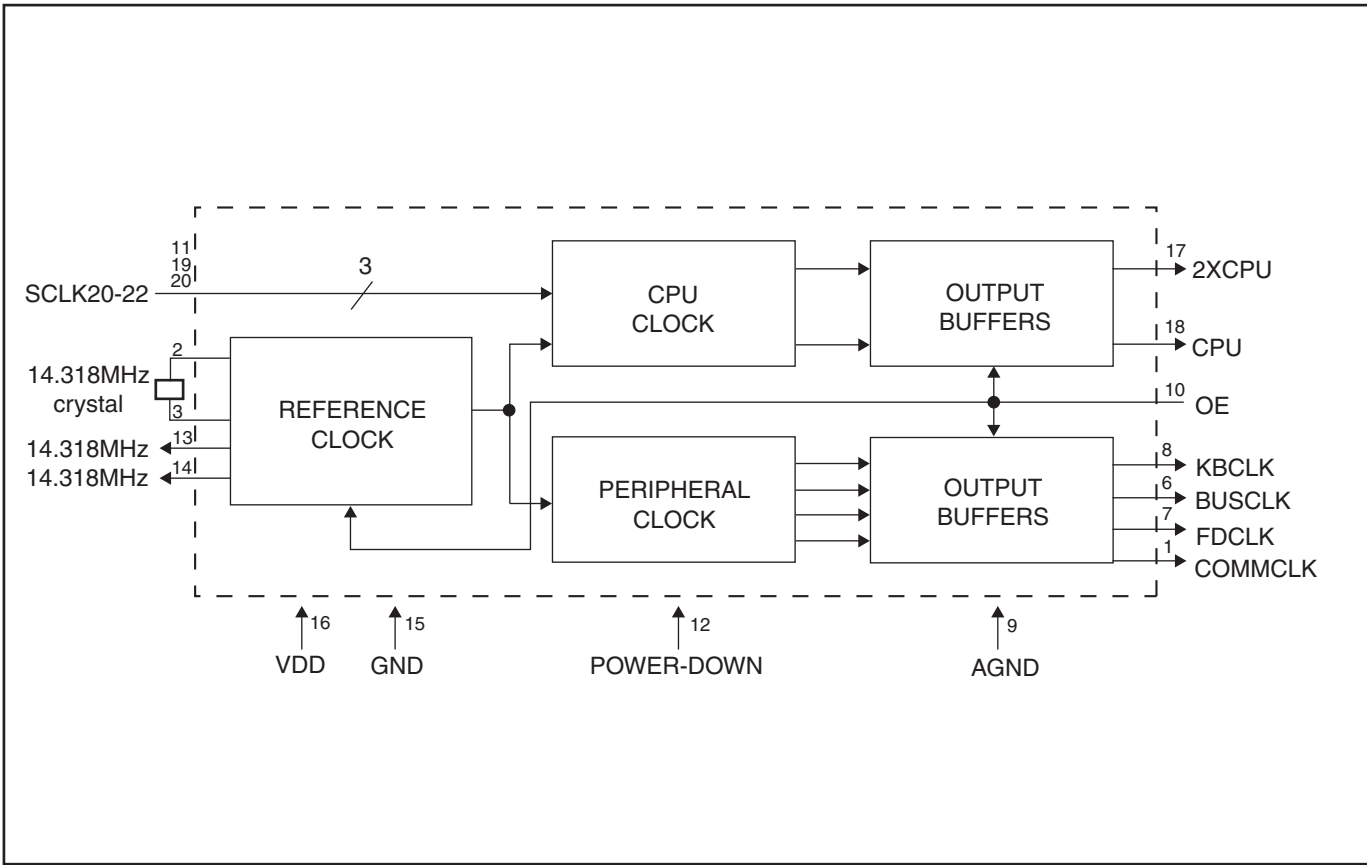 11
19
20
SCLK20-22
3
CPU
CLOCK
OUTPUT
BUFFERS
17
2XCPU
18
CPU
2
14.318MHz
crystal
3
13
14.318MHz
14
14.318MHz
REFERENCE
CLOCK
10
OE
PERIPHERAL
CLOCK
OUTPUT
BUFFERS
8
KBCLK
6
BUSCLK
7
FDCLK
1
COMMCLK
16
VDD
15
GND
12
POWER-DOWN
9
AGND